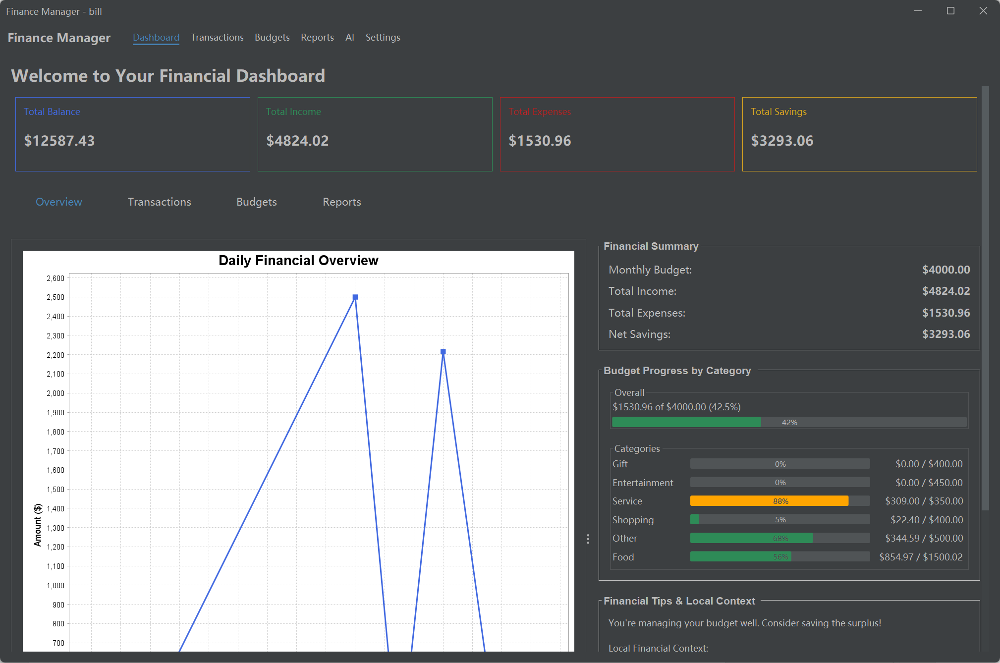 Finance Manager - bill
Finance Manager Dashboard Transactions Budgets Reports AI Settings
Welcome to Your Financial Dashboard
Total Balance
$12587.43
Total Income
$4824.02
Total Expenses
$1530.96
Total Savings
$3293.06
Overview Transactions Budgets Reports
Daily Financial Overview
2,600
2,500
2,400
2,300
2,200
2,100
2,000
1,900
1,800
1,700
1,600
1,500
1,400
1,300
1,200
1,100
1,000
900
800
700
Amount ($)
Financial Summary
Monthly Budget: $4000.00
Total Income: $4824.02
Total Expenses: $1530.96
Net Savings: $3293.06
Budget Progress by Category
Overall
$1530.96 of $4000.00 (42.5%)
42%
Categories
Gift 0% $0.00 / $400.00
Entertainment 0% $0.00 / $450.00
Service 88% $309.00 / $350.00
Shopping 5% $22.40 / $400.00
Other 68% $344.59 / $500.00
Food 56% $854.97 / $1500.02
Financial Tips & Local Context
You're managing your budget well. Consider saving the surplus!
Local Financial Context: